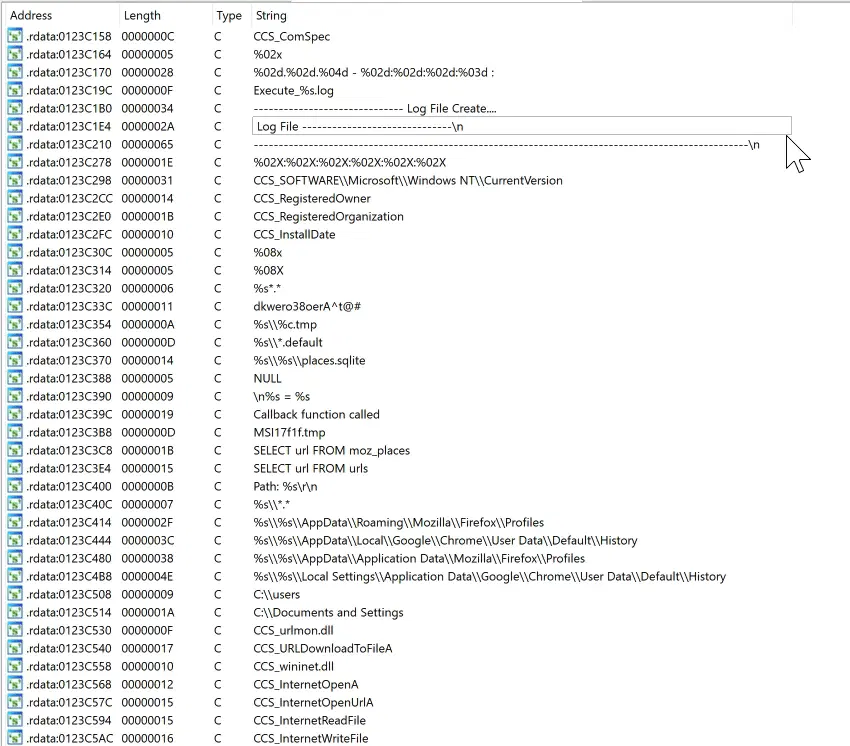 Address Length Type String
.rdata:0123C158 0000000C C CCS_ComSpec
.rdata:0123C164 00000005 C %02x
.rdata:0123C170 00000028 C %02d.%02d.%04d - %02d:%02d:%02d:%03d :
.rdata:0123C19C 0000000F C Execute_%s.log
.rdata:0123C1B0 00000034 C ------------------------------ Log File Create....
.rdata:0123C1E4 0000002A C Log File ------------------------------\n
.rdata:0123C210 00000065 C ---------------------------------------------------------------------------------------------------\n
.rdata:0123C278 0000001E C %02X:%02X:%02X:%02X:%02X:%02X
.rdata:0123C298 00000031 C CCS_SOFTWARE\\Microsoft\\Windows NT\\CurrentVersion
.rdata:0123C2CC 00000014 C CCS_RegisteredOwner
.rdata:0123C2E0 0000001B C CCS_RegisteredOrganization
.rdata:0123C2FC 00000010 C CCS_InstallDate
.rdata:0123C30C 00000005 C %08x
.rdata:0123C314 00000005 C %08X
.rdata:0123C320 00000006 C %s*.*
.rdata:0123C33C 00000011 C dkwero38oerA^t@#
.rdata:0123C354 0000000A C %s\\%c.tmp
.rdata:0123C360 0000000D C %s\\*.default
.rdata:0123C370 00000014 C %s\\%s\\places.sqlite
.rdata:0123C388 00000005 C NULL
.rdata:0123C390 00000009 C \n%s = %s
.rdata:0123C39C 00000019 C Callback function called
.rdata:0123C3B8 0000000D C MSI17f1f.tmp
.rdata:0123C3C8 0000001B C SELECT url FROM moz_places
.rdata:0123C3E4 00000015 C SELECT url FROM urls
.rdata:0123C400 0000000B C Path: %s\r\n
.rdata:0123C40C 00000007 C %s\\*.*
.rdata:0123C414 0000002F C %s\\%s\\AppData\\Roaming\\Mozilla\\Firefox\\Profiles
.rdata:0123C444 0000003C C %s\\%s\\AppData\\Local\\Google\\Chrome\\User Data\\Default\\History
.rdata:0123C480 00000038 C %s\\%s\\AppData\\Application Data\\Mozilla\\Firefox\\Profiles
.rdata:0123C4B8 0000004E C %s\\%s\\Local Settings\\Application Data\\Google\\Chrome\\User Data\\Default\\History
.rdata:0123C508 00000009 C C:\\users
.rdata:0123C514 0000001A C C:\\Documents and Settings
.rdata:0123C530 0000000F C CCS_urlmon.dll
.rdata:0123C540 00000017 C CCS_URLDownloadToFileA
.rdata:0123C558 00000010 C CCS_wininet.dll
.rdata:0123C568 00000012 C CCS_InternetOpenA
.rdata:0123C57C 00000015 C CCS_InternetOpenUrlA
.rdata:0123C594 00000015 C CCS_InternetReadFile
.rdata:0123C5AC 00000016 C CCS_InternetWriteFile